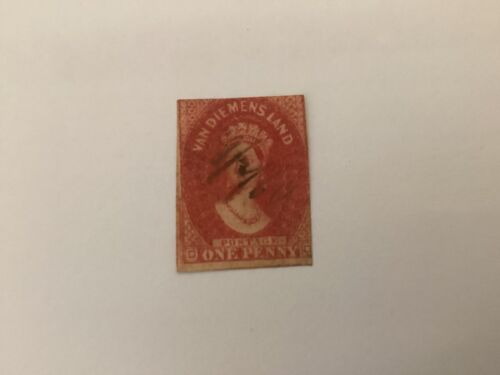 VAN DIEMENS LAND
POSTAGE
ONE PENNY